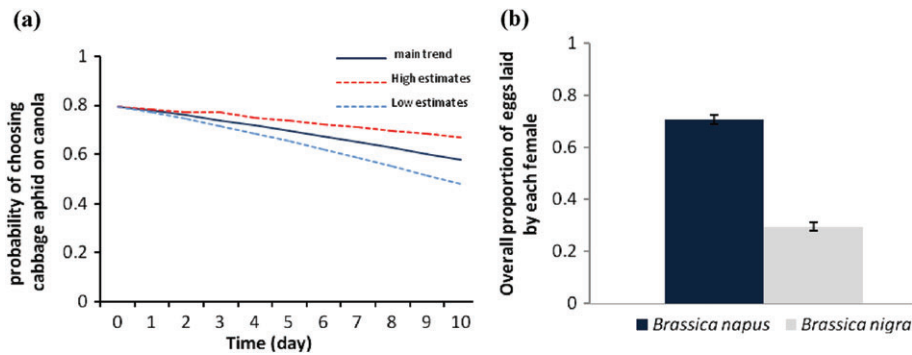 (a)
probability of choosing
cabbage aphid on canola
1
0.8
0.6
0.4
0.2
0
0 1 2 3 4 5 6 7 8 9 10
Time (day)
main trend
High estimates
Low estimates
(b)
Overall proportion of eggs laid
by each female
1
0.8
0.6
0.4
0.2
0
Brassica napus Brassica nigra